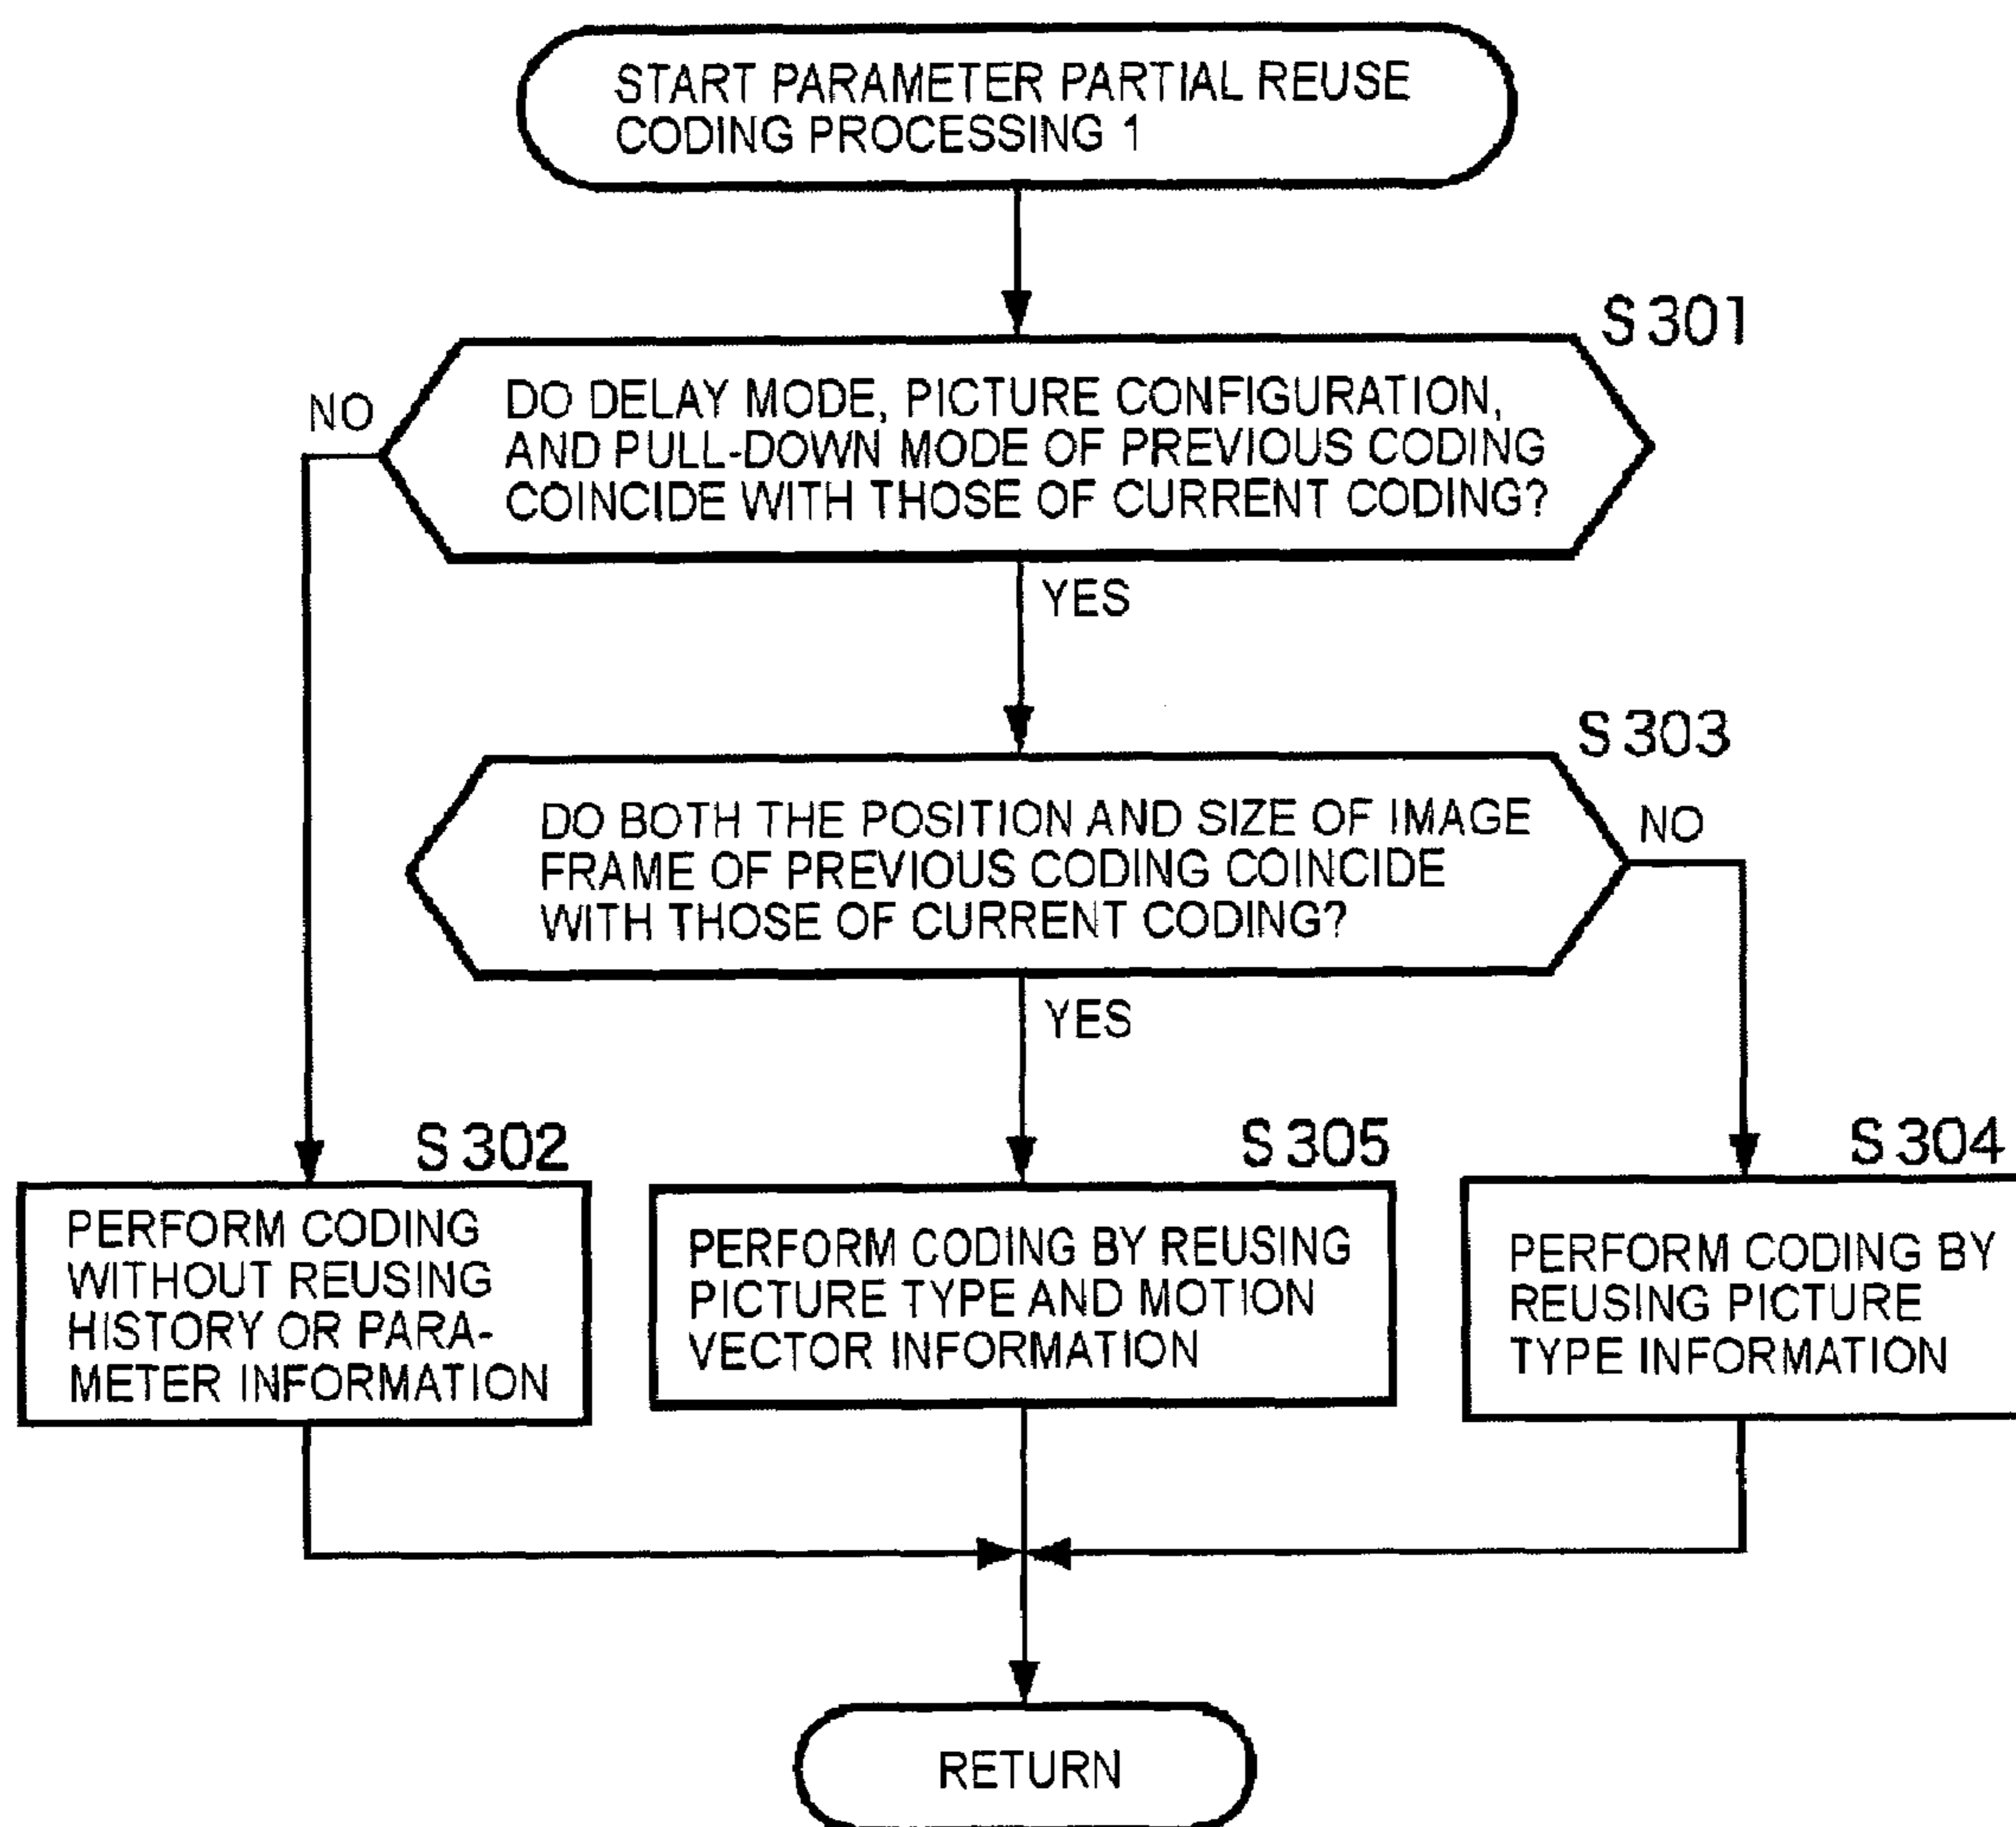 START PARAMETER PARTIAL REUSE
CODING PROCESSING 1
S301
NO
DO DELAY MODE, PICTURE CONFIGURATION,
AND PULL-DOWN MODE OF PREVIOUS CODING
COINCIDE WITH THOSE OF CURRENT CODING?
YES
S303
DO BOTH THE POSITION AND SIZE OF IMAGE
FRAME OF PREVIOUS CODING COINCIDE
WITH THOSE OF CURRENT CODING?
NO
YES
S302
PERFORM CODING
WITHOUT REUSING
HISTORY OR PARA-
METER INFORMATION
S305
PERFORM CODING BY REUSING
PICTURE TYPE AND MOTION
VECTOR INFORMATION
S304
PERFORM CODING BY
REUSING PICTURE
TYPE INFORMATION
RETURN